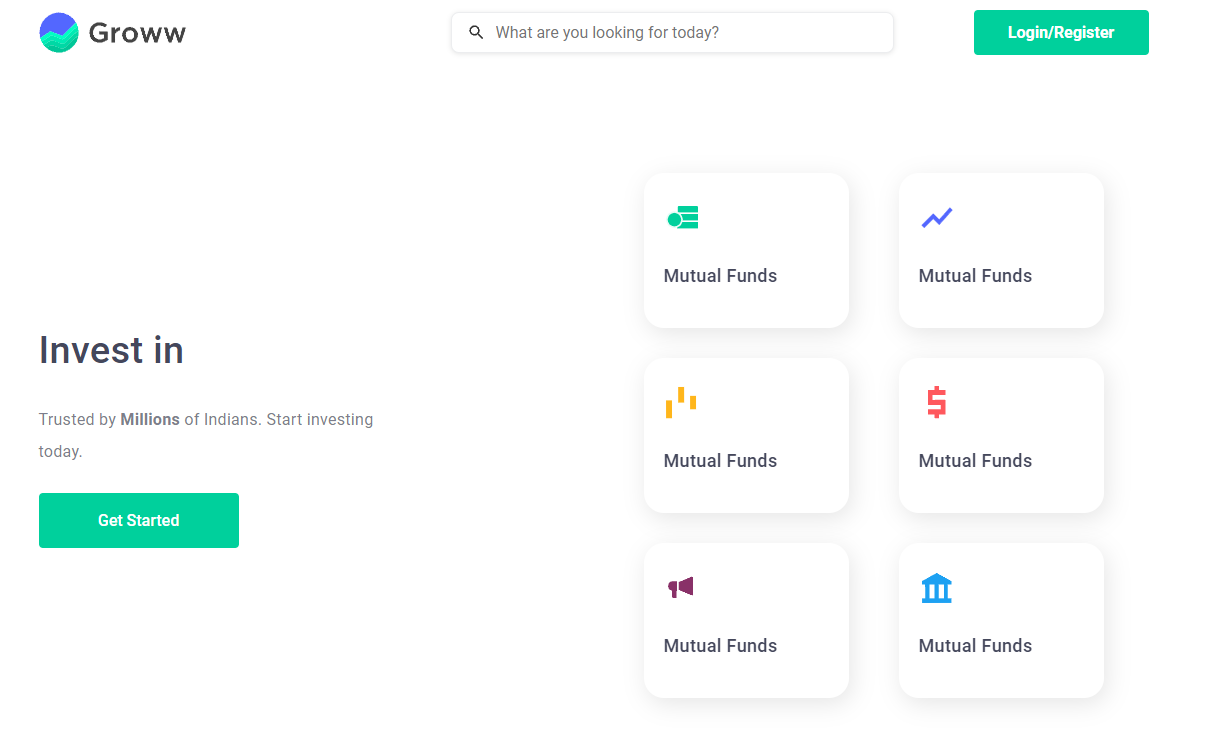 Groww
What are you looking for today?
Login/Register
Invest in
Trusted by Millions of Indians. Start investing
today.
Get Started
Mutual Funds
Mutual Funds
Mutual Funds
Mutual Funds
Mutual Funds
Mutual Funds